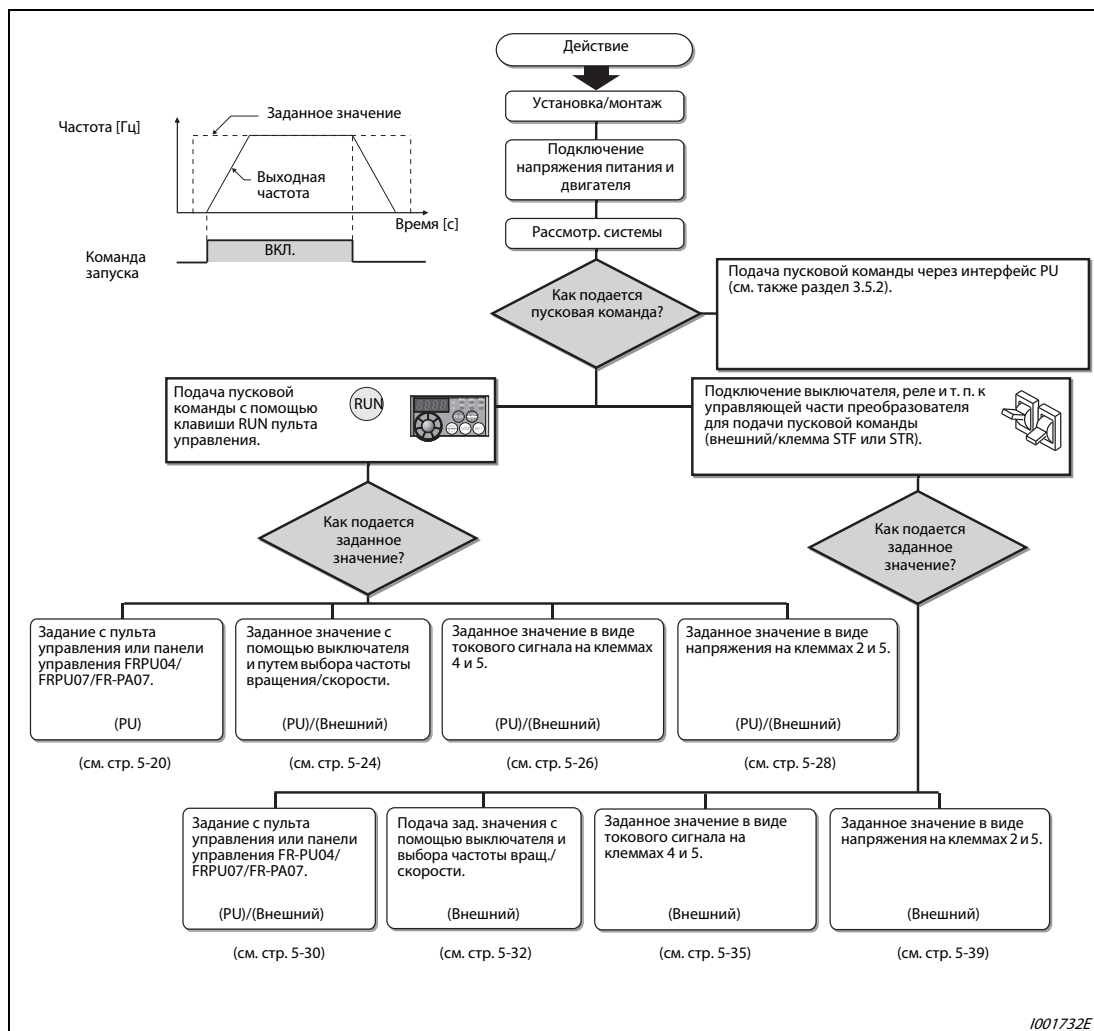 Действие
Установка/монтаж
Подключение
напряжения питания и
двигателя
Рассмотр. системы
Частота [Гц]
Заданное значение
Выходная
частота
Время [с]
Команда
запуска
ВКЛ.
Как подается
пусковая команда?
Подача пусковой команды через интерфейс PU
(см. также раздел 3.5.2).
Подача пусковой
команды с помощью
клавиши RUN пульта
управления.
RUN
Подключение выключателя, реле и т. п. к
управляющей части преобразователя
для подачи пусковой команды
(внешний/клемма STF или STR).
Как подается
заданное
значение?
Как подается
заданное
значение?
Задание с пульта
управления или панели
управления FRPU04/
FRPU07/FR-PA07.
(PU)
(см. стр. 5-20)
Заданное значение с
помощью выключателя
и путем выбора частоты
вращения/скорости.
(PU)/(Внешний)
(см. стр. 5-24)
Заданное значение в виде
токового сигнала на клеммах
4 и 5.
(PU)/(Внешний)
(см. стр. 5-26)
Заданное значение в виде
напряжения на клеммах 2 и 5.
(PU)/(Внешний)
(см. стр. 5-28)
Задание с пульта
управления или панели
управления FR-PU04/
FRPU07/FR-PA07.
(PU)/(Внешний)
(см. стр. 5-30)
Подача зад. значения с
помощью выключателя и
выбора частоты вращ./
скорости.
(Внешний)
(см. стр. 5-32)
Заданное значение в виде
токового сигнала на
клеммах 4 и 5.
(Внешний)
(см. стр. 5-35)
Заданное значение в виде
напряжения на клеммах 2 и 5.
(Внешний)
(см. стр. 5-39)
I001732E